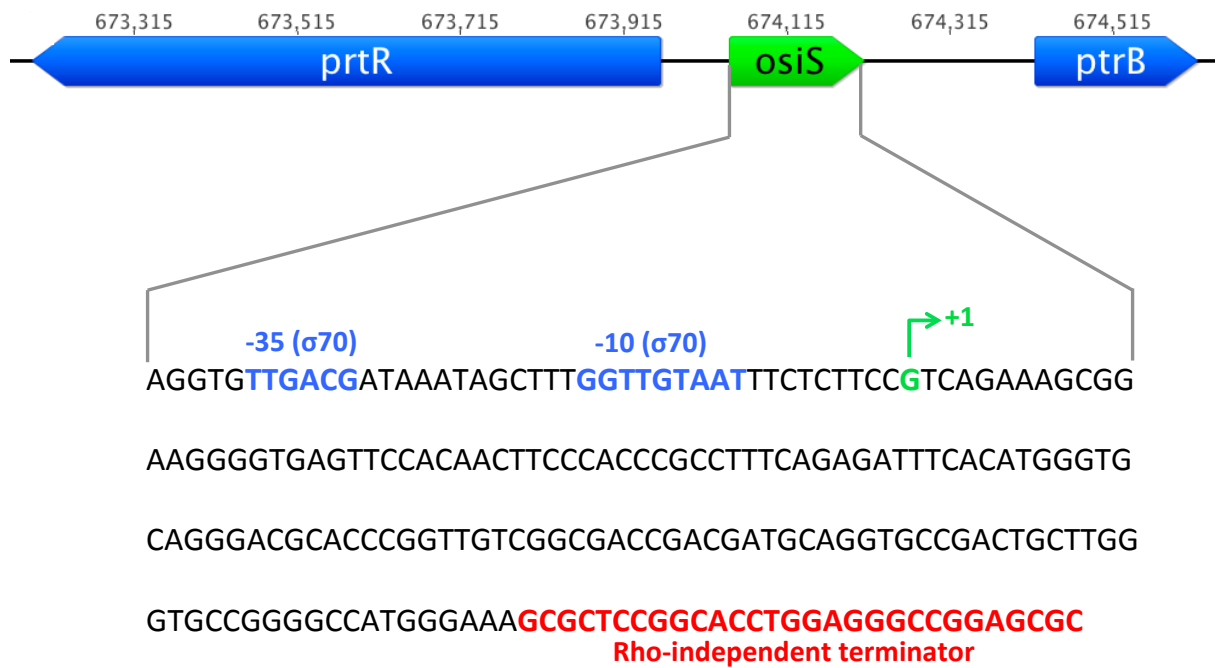 673,315 673,515 673,715 673,915 674,115 674,315 674,515
prtR osiS ptrB
+1
-35 (σ70) -10 (σ70)
AGGTGTTGACGATAAATAGCTTTGGTTGTAATTTCTCTTCCGTCAGAAAGCGG
AAGGGGTGAGTTCCACAACTTCCCACCCGCCTTTCAGAGATTTCACATGGGTG
CAGGGACGCACCCGGTTGTCGGCGACCGACGATGCAGGTGCCGACTGCTTGG
GTGCCGGGGCCATGGGAAAGCGCTCCGGCACCTGGAGGGCCGGAGCGC
Rho-independent terminator